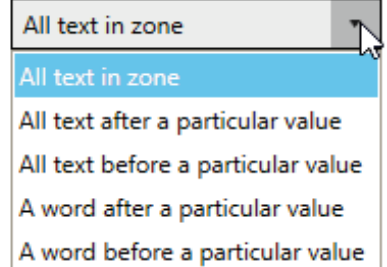 All text in zone
All text in zone
All text after a particular value
All text before a particular value
A word after a particular value
A word before a particular value